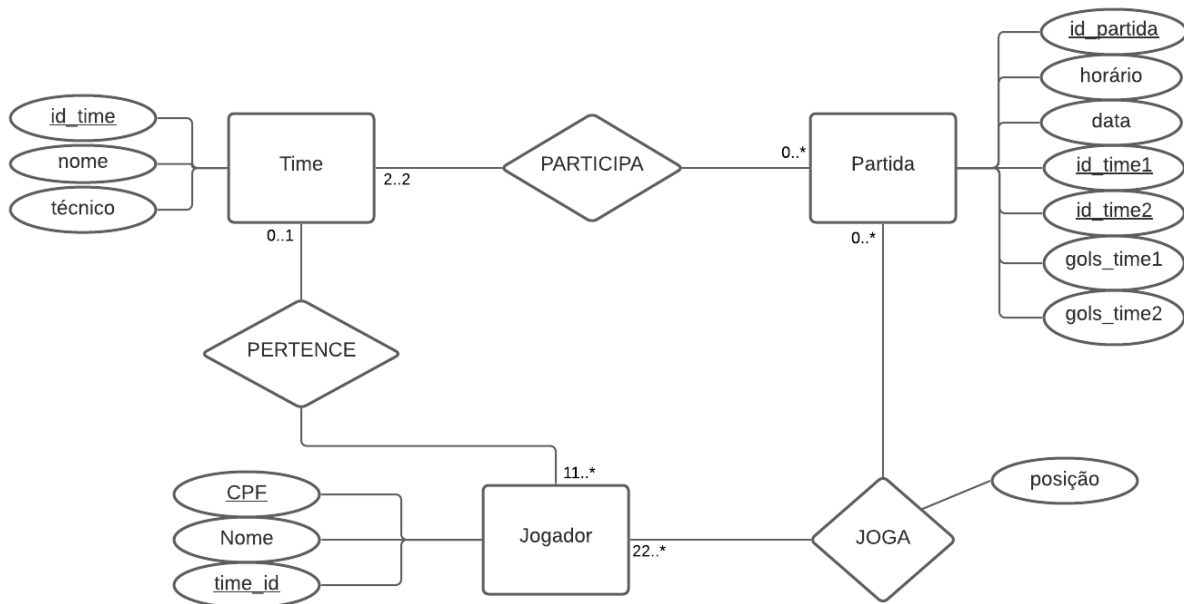 id_partida
horário
data
id_time1
id_time2
gols_time1
gols_time2
id_time
nome
técnico
Time
2..2
PARTICIPA
0..*
Partida
0..1
0..*
PERTENCE
11..*
CPF
Nome
time_id
Jogador
22..*
JOGA
posição